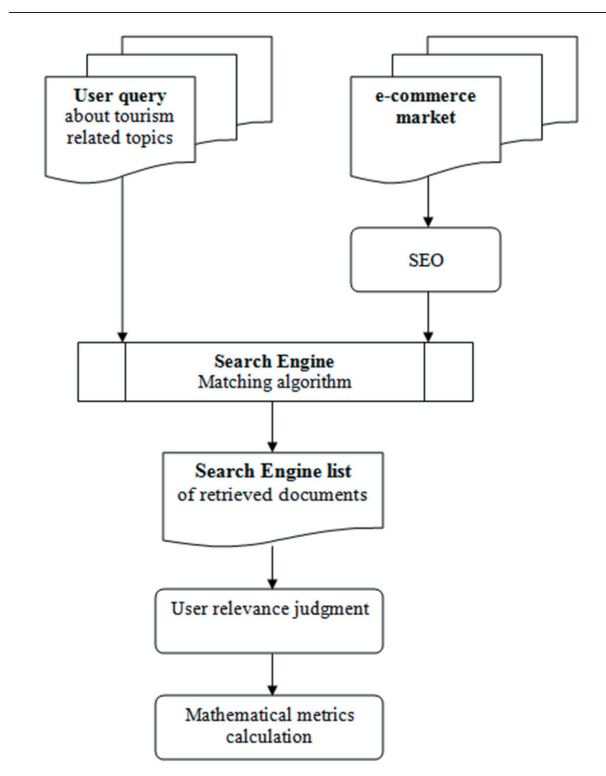 User query
about tourism
related topics
e-commerce
market
SEO
Search Engine
Matching algorithm
Search Engine list
of retrieved documents
User relevance judgment
Mathematical metrics
calculation